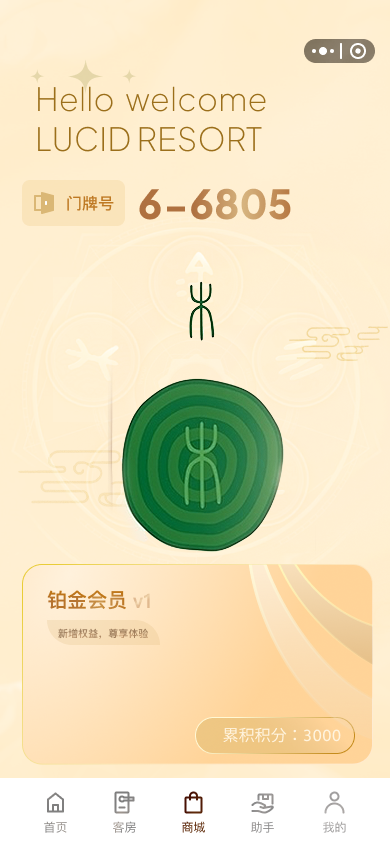 Hello welcome
LUCID RESORT
门牌号
6-6805
铂金会员 v1
新增权益，尊享体验
累积积分：3000
首页
客房
商城
助手
我的